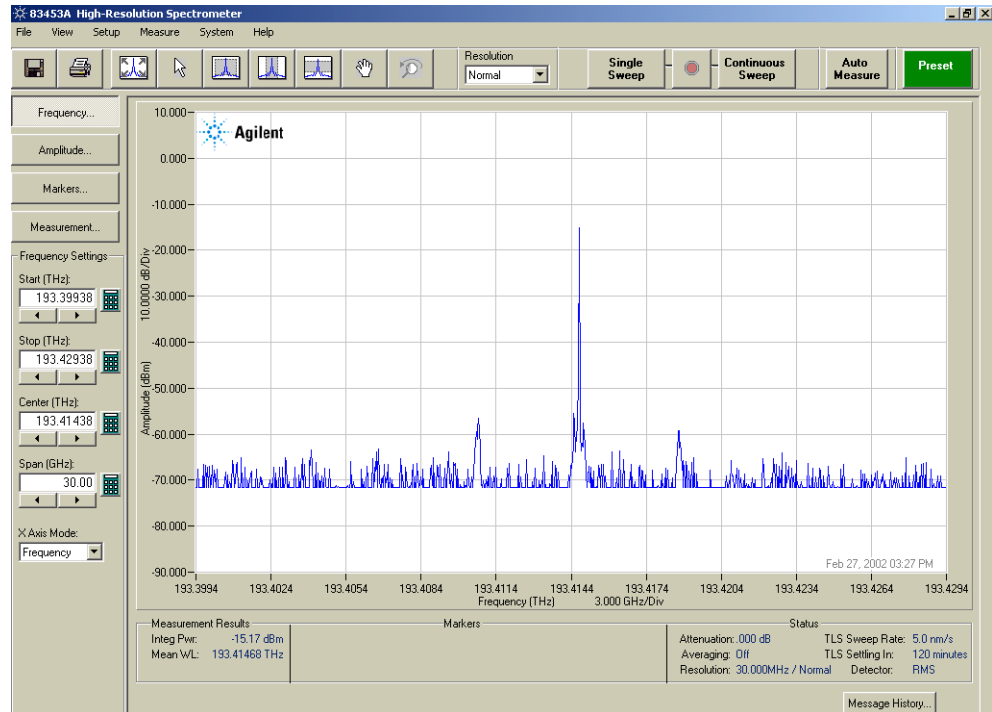 83453A High-Resolution Spectrometer
File View Setup Measure System Help
Resolution
Normal
Single Sweep
Continuous Sweep
Auto Measure
Preset
Frequency...
Amplitude...
Markers...
Measurement...
Frequency Settings
Start (THz):
193.39938
Stop (THz):
193.42938
Center (THz):
193.41438
Span (GHz):
30.00
X Axis Mode:
Frequency
Agilent
10.000
0.000
-10.000
-20.000
-30.000
-40.000
-50.000
-60.000
-70.000
-80.000
-90.000
10.0000 dB/Div
Amplitude (dBm)
Feb 27, 2002 03:27 PM
193.3994 193.4024 193.4054 193.4084 193.4114 193.4144 193.4174 193.4204 193.4234 193.4264 193.4294
Frequency (THz) 3.000 GHz/Div
Measurement Results
Integ Pwr: -15.17 dBm
Mean WL: 193.41468 THz
Markers
Status
Attenuation: .000 dB TLS Sweep Rate: 5.0 nm/s
Averaging: Off TLS Settling In: 120 minutes
Resolution: 30.000MHz / Normal Detector: RMS
Message History...